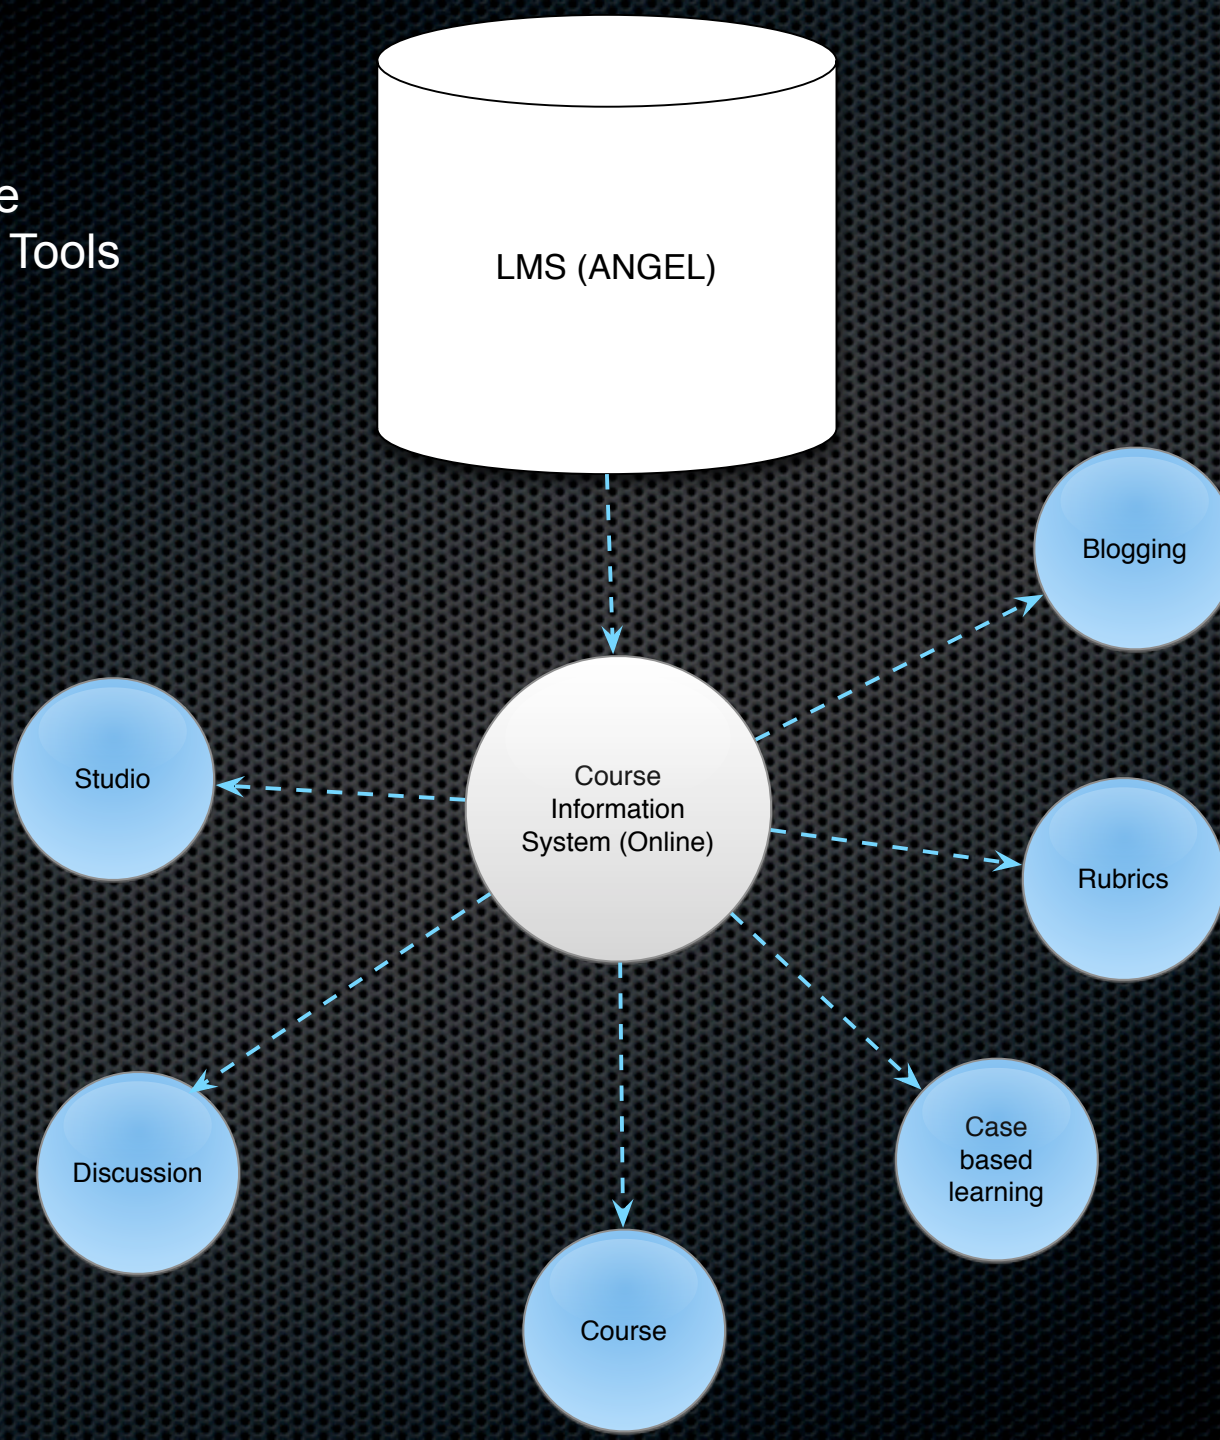 Tools
LMS (ANGEL)
Blogging
Studio
Course
Information
System (Online)
Rubrics
Discussion
Case
based
learning
Course